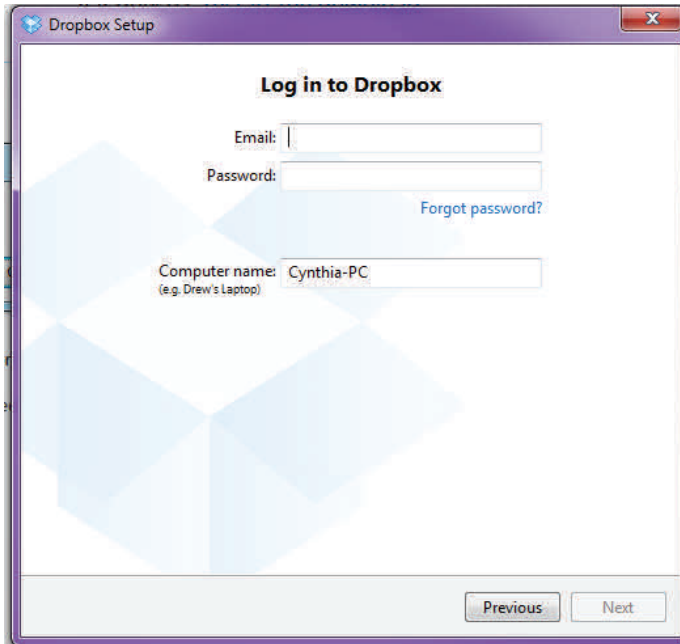 Dropbox Setup
Log in to Dropbox
Email:
Password:
Forgot password?
Computer name: Cynthia-PC
(e.g. Drew's Laptop)
Previous Next